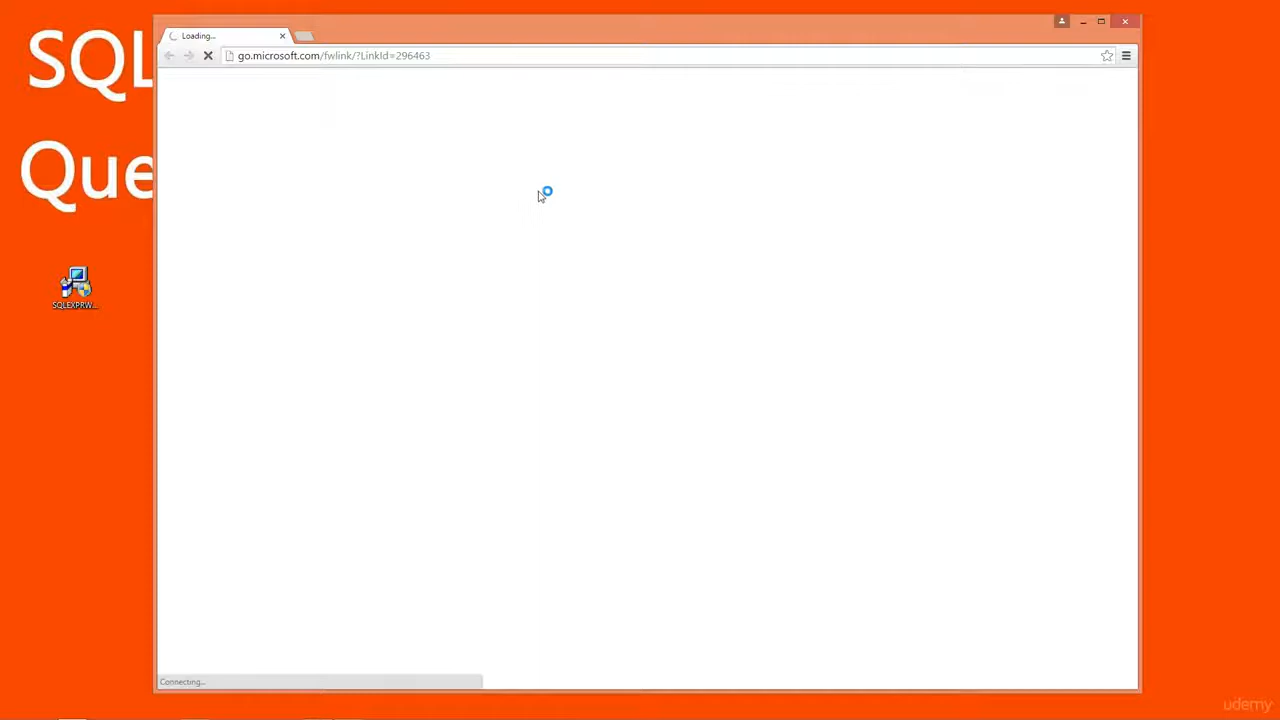 Loading...
go.microsoft.com/fwlink/?LinkId=296463
SQL
Que
SQLEXPRW...
Connecting...
udemy